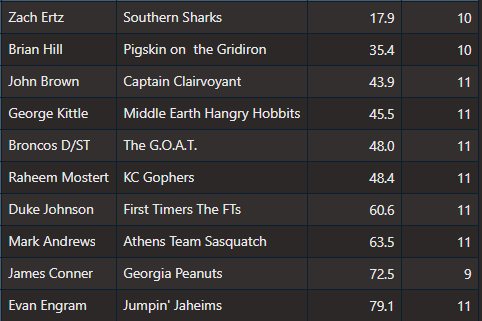 Zach Ertz Southern Sharks 17.9 10
Brian Hill Pigskin on  the Gridiron 35.4 10
John Brown Captain Clairvoyant 43.9 11
George Kittle Middle Earth Hangry Hobbits 45.5 11
Broncos D/ST The G.O.A.T. 48.0 11
Raheem Mostert KC Gophers 48.4 11
Duke Johnson First Timers The FTs 60.6 11
Mark Andrews Athens Team Sasquatch 63.5 11
James Conner Georgia Peanuts 72.5 9
Evan Engram Jumpin' Jaheims 79.1 11